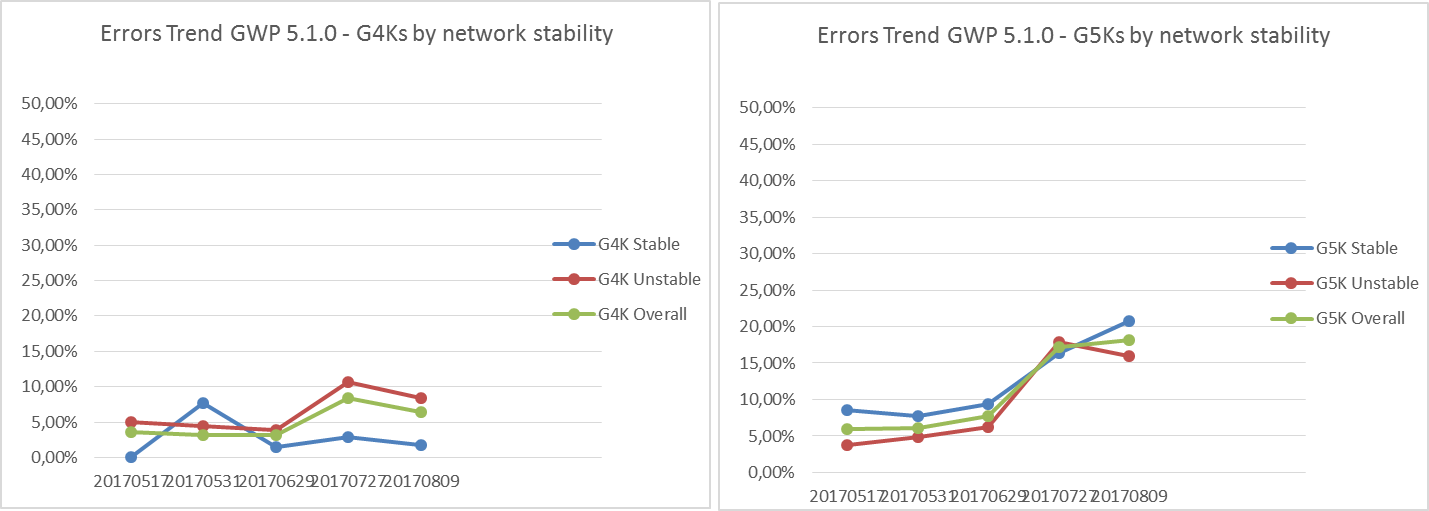 Errors Trend GWP 5.1.0 - G4Ks by network stability
50,00%
45,00%
40,00%
35,00%
30,00%
25,00%
20,00%
15,00%
10,00%
5,00%
0,00%
20170517 20170531 20170629 20170727 20170809
G4K Stable
G4K Unstable
G4K Overall
Errors Trend GWP 5.1.0 - G5Ks by network stability
50,00%
45,00%
40,00%
35,00%
30,00%
25,00%
20,00%
15,00%
10,00%
5,00%
0,00%
20170517 20170531 20170629 20170727 20170809
G5K Stable
G5K Unstable
G5K Overall